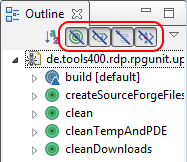 Outline
de.tools400.rdp.rpgunit.up
build [default]
createSourceForgeFiles
clean
cleanTempAndPDE
cleanDownloads